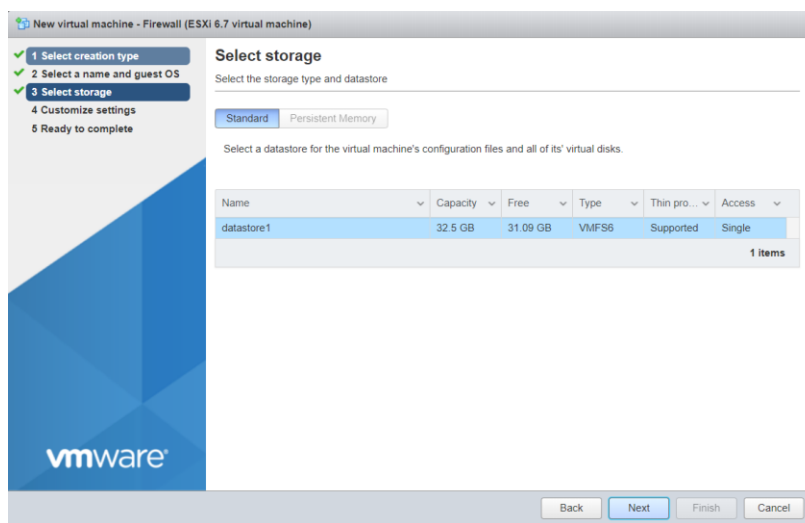 New virtual machine - Firewall (ESXi 6.7 virtual machine)
1 Select creation type
2 Select a name and guest OS
3 Select storage
4 Customize settings
5 Ready to complete
Select storage
Select the storage type and datastore
Standard Persistent Memory
Select a datastore for the virtual machine's configuration files and all of its' virtual disks.
Name Capacity Free Type Thin pro... Access
datastore1 32.5 GB 31.09 GB VMFS6 Supported Single
1 items
vmware®
Back Next Finish Cancel